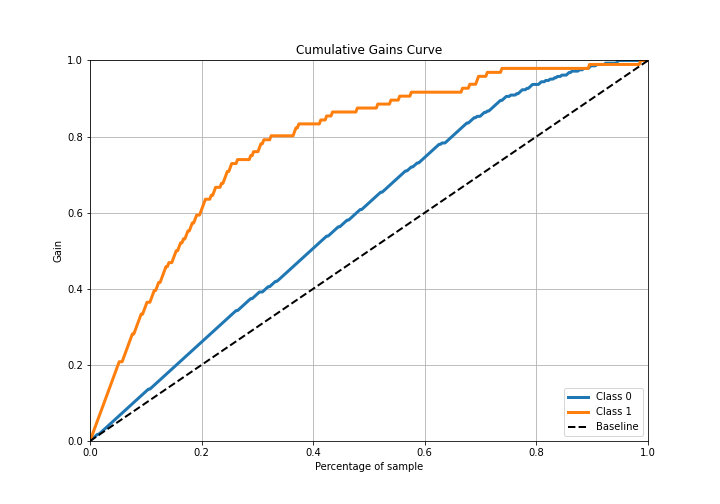 Cumulative Gains Curve
1.0
0.8
0.6
0.4
0.2
0.0
Gain
0.0 0.2 0.4 0.6 0.8 1.0
Percentage of sample
Class 0
Class 1
Baseline